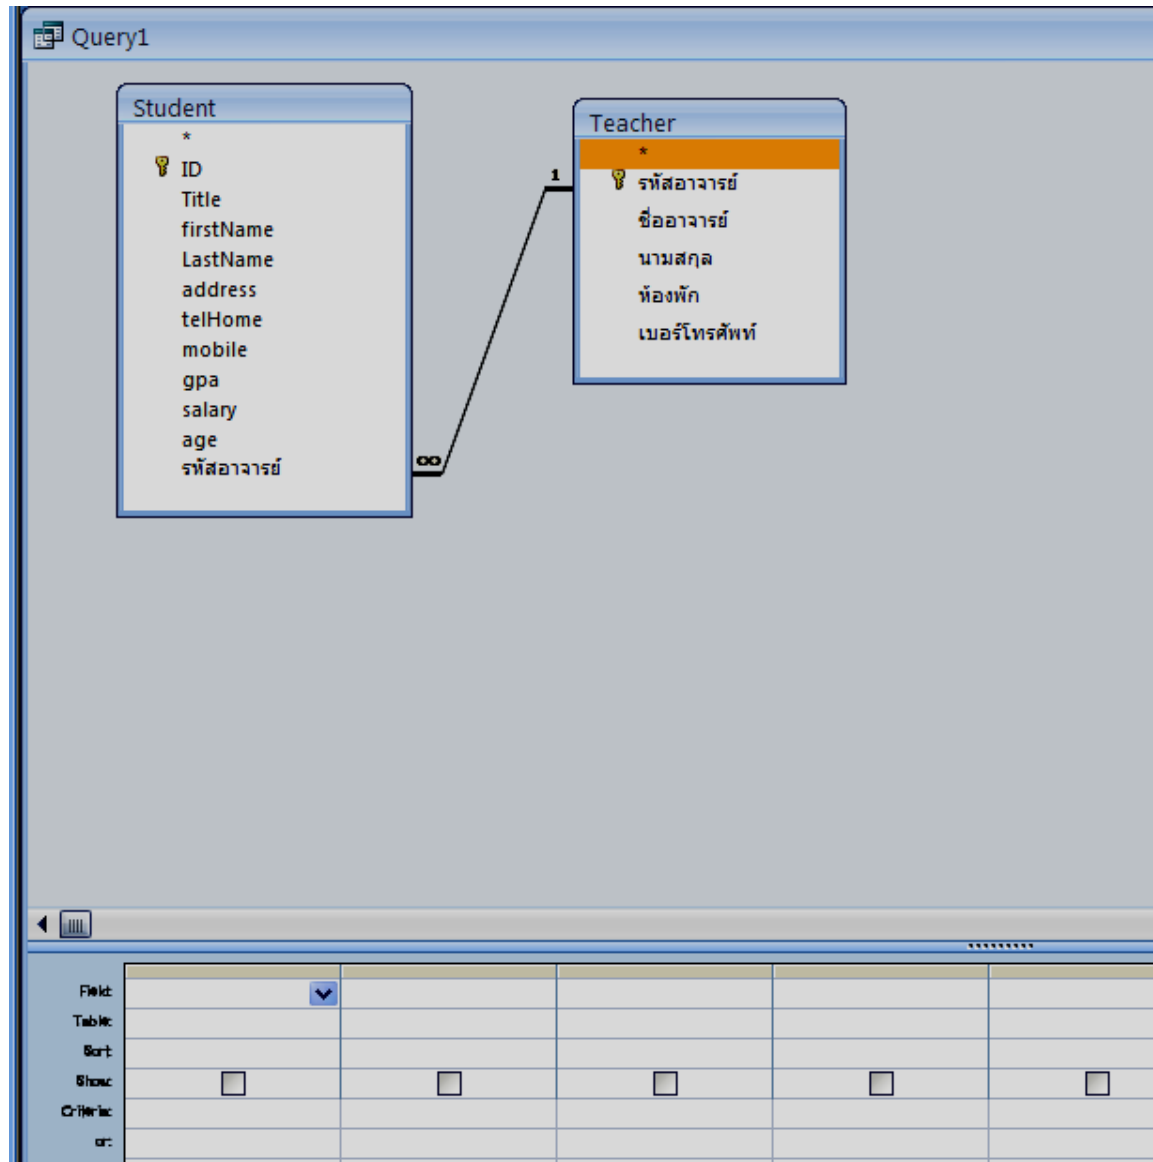 Query1
Student
*
ID
Title
firstName
LastName
address
telHome
mobile
gpa
salary
age
รหัสอาจารย์
∞
1
Teacher
*
รหัสอาจารย์
ชื่ออาจารย์
นามสกุล
ห้องพัก
เบอร์โทรศัพท์
Field:
Table:
Sort:
Show:
Criteria:
or: